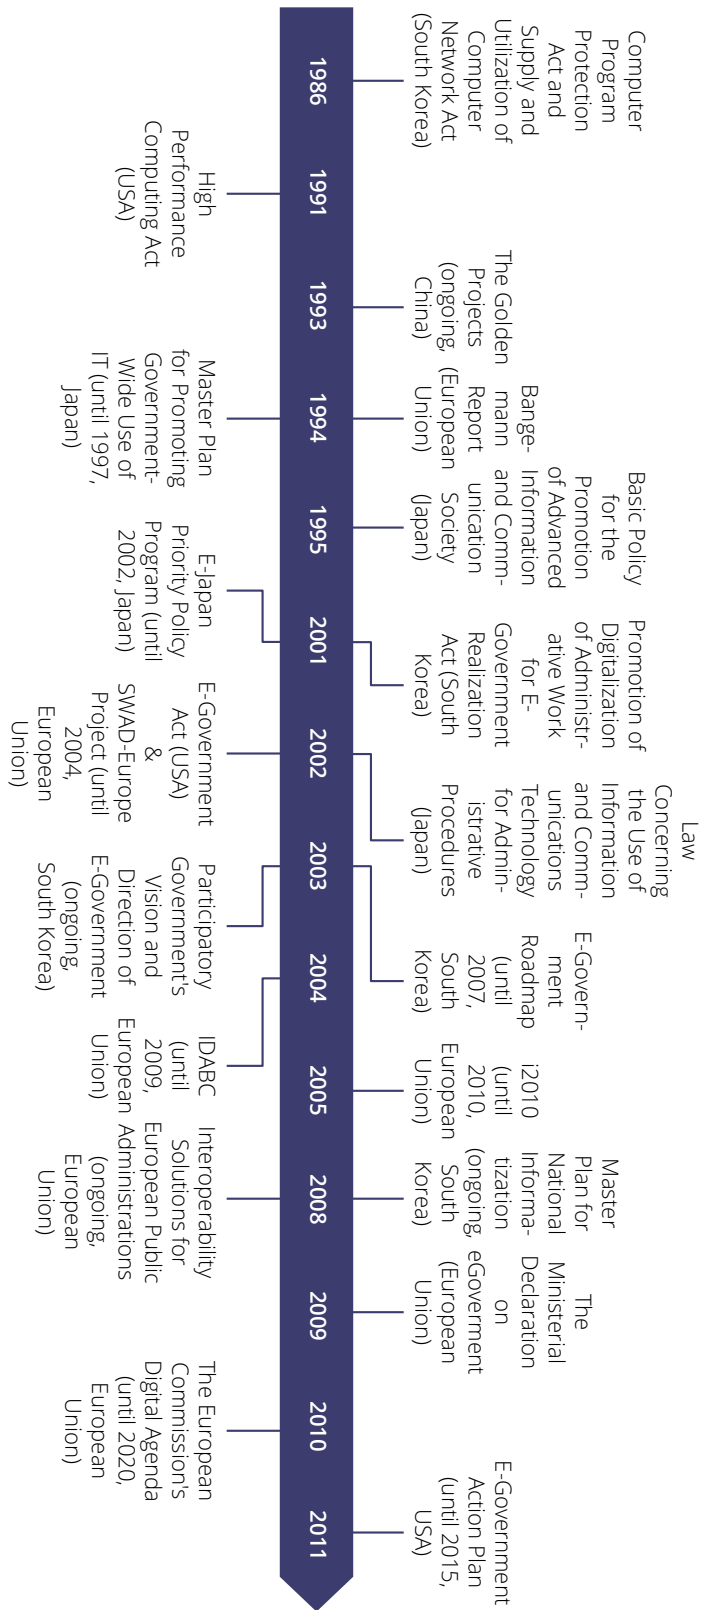 Computer
Program
Protection
Act and
Supply and
Utilization of
Computer
Network Act
(South Korea)
The Golden
Projects
(ongoing,
China)
Bange-
mann
Report
(European
Union)
Basic Policy
for the
Promotion
of Advanced
Information
and Comm-
unication
Society
(Japan)
Promotion of
Digitalization
of Administr-
ative Work
for E-
Government
Realization
Act (South
Korea)
Law
Concerning
the Use of
Information
and Comm-
unications
Technology
for Admin-
istrative
Procedures
(Japan)
E-Govern-
ment
Roadmap
(until
2007,
South
Korea)
i2010
(until
2010,
European
Union)
Master
Plan for
National
Informa-
tization
(ongoing,
South
Korea)
The
Ministerial
Declaration
on
eGoverment
(European
Union)
E-Government
Action Plan
(until 2015,
USA)
1986 1991 1993 1994 1995 2001 2002 2003 2004 2005 2008 2009 2010 2011
High
Performance
Computing Act
(USA)
Master Plan
for Promoting
Government-
Wide Use of
IT (until 1997,
Japan)
E-Japan
Priority Policy
Program (until
2002, Japan)
E-Government
Act (USA)
&
SWAD-Europe
Project (until
2004,
European
Union)
Participatory
Government's
Vision and
Direction of
E-Government
(ongoing,
South Korea)
IDABC
(until
2009,
European
Union)
Interoperability
Solutions for
European Public
Administrations
(ongoing,
European
Union)
The European
Commission's
Digital Agenda
(until 2020,
European
Union)